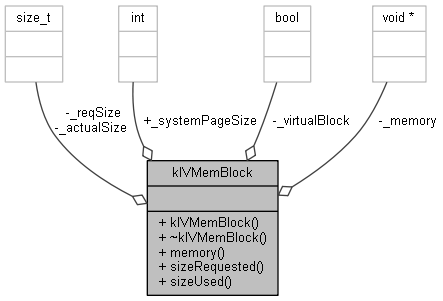 size_t
int
bool
void *
-_reqSize
-_actualSize
+_systemPageSize
-_virtualBlock
-_memory
kIVMemBlock
+ kIVMemBlock()
+ ~kIVMemBlock()
+ memory()
+ sizeRequested()
+ sizeUsed()